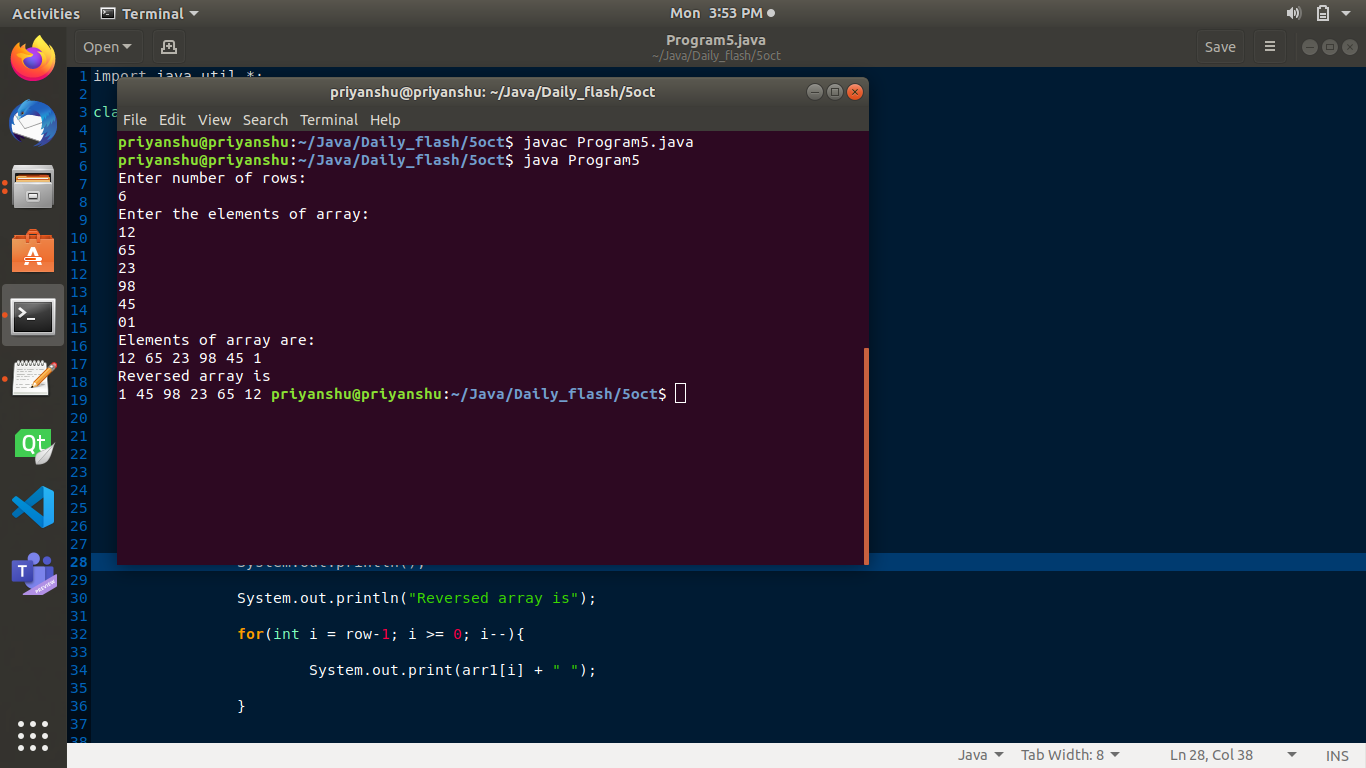 Activities Terminal Mon 3:53 PM
Open Program5.java Save
~/Java/Daily_flash/5oct
1 import java.util.*;
2
3 cla
4
5
6
7
8
9
10
11
12
13
14
15
16
17
18
19
20
21
22
23
24
25
26
27
28 System.out.println();
29
30 System.out.println("Reversed array is");
31
32 for(int i = row-1; i >= 0; i--){
33
34 System.out.print(arr1[i] + " ");
35
36 }
37
38
priyanshu@priyanshu: ~/Java/Daily_flash/5oct
File Edit View Search Terminal Help
priyanshu@priyanshu:~/Java/Daily_flash/5oct$ javac Program5.java
priyanshu@priyanshu:~/Java/Daily_flash/5oct$ java Program5
Enter number of rows:
6
Enter the elements of array:
12
65
23
98
45
01
Elements of array are:
12 65 23 98 45 1
Reversed array is
1 45 98 23 65 12 priyanshu@priyanshu:~/Java/Daily_flash/5oct$
Qt
T
PREVIEW
Java Tab Width: 8 Ln 28, Col 38 INS